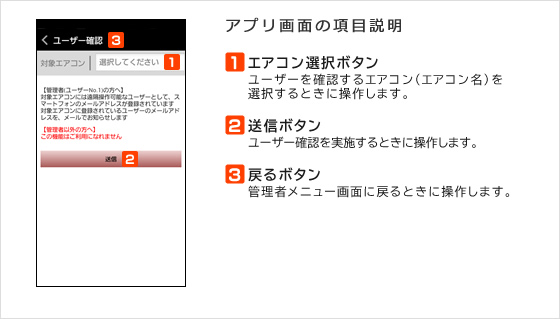 アプリ画面の項目説明
ユーザー確認 3
対象エアコン 選択してください 1
【管理者(ユーザーNo.1)の方へ】
対象エアコンには遠隔操作可能なユーザーとして、ス
マートフォンのメールアドレスが登録されています
対象エアコンに登録されているユーザーのメールアド
レスを、メールでお知らせします
【管理者以外の方へ】
この機能はご利用になれません
送信 2
1 エアコン選択ボタン
ユーザーを確認するエアコン(エアコン名)を
選択するときに操作します。
2 送信ボタン
ユーザー確認を実施するときに操作します。
3 戻るボタン
管理者メニュー画面に戻るときに操作します。